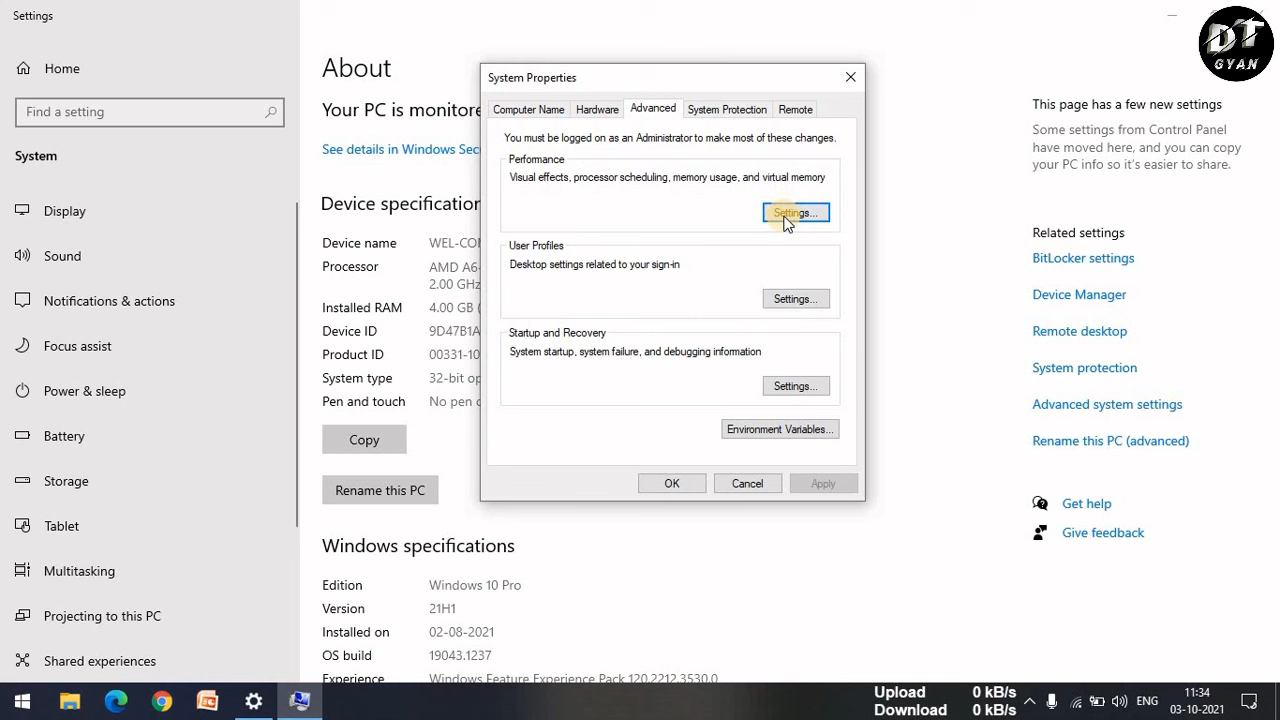 Settings
DT
GYAN
Home
Find a setting
System
Display
Sound
Notifications & actions
Focus assist
Power & sleep
Battery
Storage
Tablet
Multitasking
Projecting to this PC
Shared experiences
About
Your PC is monitore
See details in Windows Sec
Device specification
Device name WEL-COM
Processor AMD A6-
2.00 GHz
Installed RAM 4.00 GB (
Device ID 9D47B1A
Product ID 00331-10
System type 32-bit op
Pen and touch No pen o
Copy
Rename this PC
Windows specifications
Edition Windows 10 Pro
Version 21H1
Installed on 02-08-2021
OS build 19043.1237
Experience Windows Feature Experience Pack 120.2212.3530.0
System Properties
Computer Name Hardware Advanced System Protection Remote
You must be logged on as an Administrator to make most of these changes.
Performance
Visual effects, processor scheduling, memory usage, and virtual memory
Settings...
User Profiles
Desktop settings related to your sign-in
Settings...
Startup and Recovery
System startup, system failure, and debugging information
Settings...
Environment Variables...
OK Cancel Apply
This page has a few new settings
Some settings from Control Panel
have moved here, and you can copy
your PC info so it's easier to share.
Related settings
BitLocker settings
Device Manager
Remote desktop
System protection
Advanced system settings
Rename this PC (advanced)
Get help
Give feedback
Upload 0 kB/s
Download 0 kB/s
ENG
11:34
03-10-2021